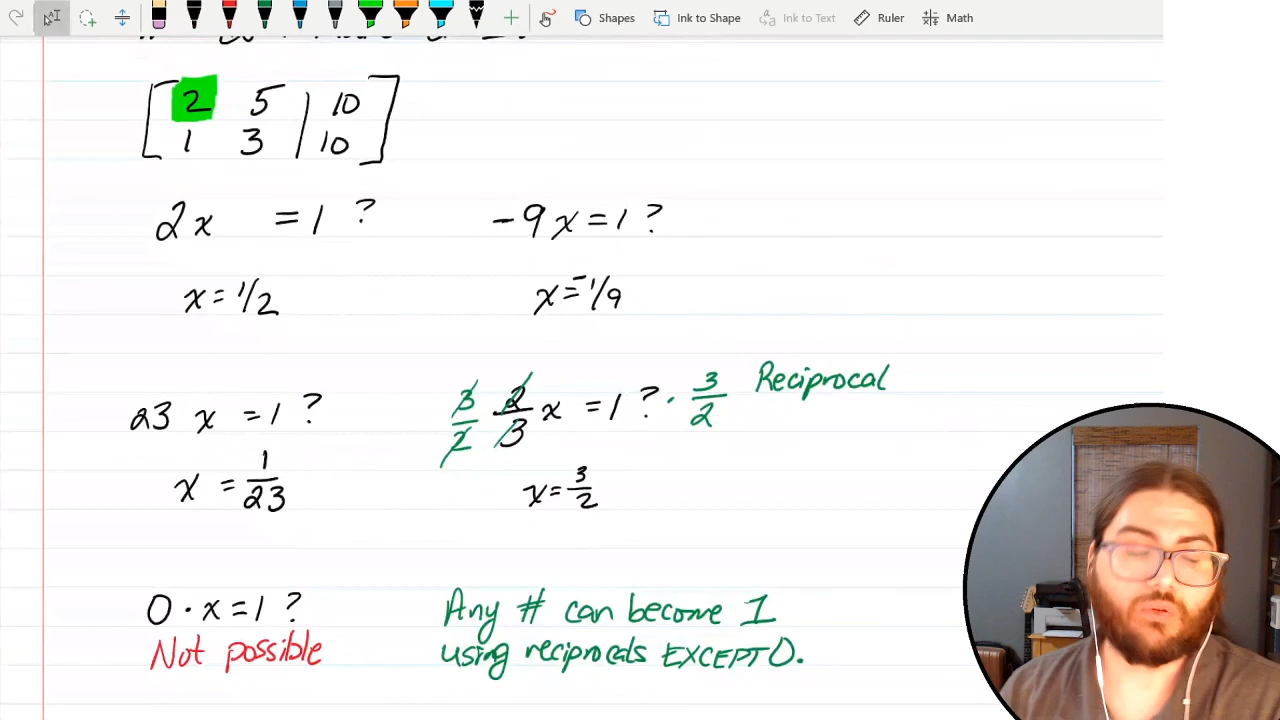 Shapes Ink to Shape Ink to Text Ruler Math
2 5 | 10
1 3 | 10
2x = 1 ? -9x = 1 ?
x = 1/2 x = -1/9
23 x = 1 ? 3/2 2/3 x = 1 ? · 3/2 Reciprocal
x = 1/23 x = 3/2
0 · x = 1 ? Any # can become 1
Not possible using reciprocals EXCEPT 0.